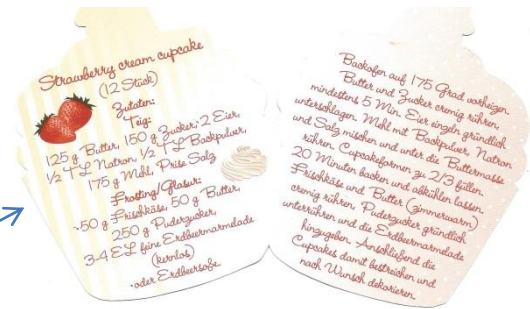 Strawberry cream cupcake
(12 Stück)
Zutaten:
Teig:
125 g Butter, 150 g Zucker, 2 Eier
½ TL Natron, ½ TL Backpulver,
175 g Mehl, Prise Salz
Frosting/Glasur:
50 g Frischkäse, 50 g Butter,
250 g Puderzucker,
3-4 EL feine Erdbeermarmelade
(kernlos)
-oder Erdbeersoße
Backofen auf 175 Grad vorheizen.
Butter und Zucker cremig rühren,
mindestens 5 Min. Eier einzeln gründlich
unterschlagen. Mehl mit Backpulver, Natron
und Salz mischen und unter die Buttermasse
rühren. Cupcakeformen zu 2/3 füllen.
20 Minuten backen und abkühlen lassen.
Frischkäse und Butter (zimmerwarm)
cremig rühren, Puderzucker gründlich
unterrühren und die Erdbeermarmelade
hinzugeben. Anschließend die
Cupcakes damit bestreichen und
nach Wunsch dekorieren.